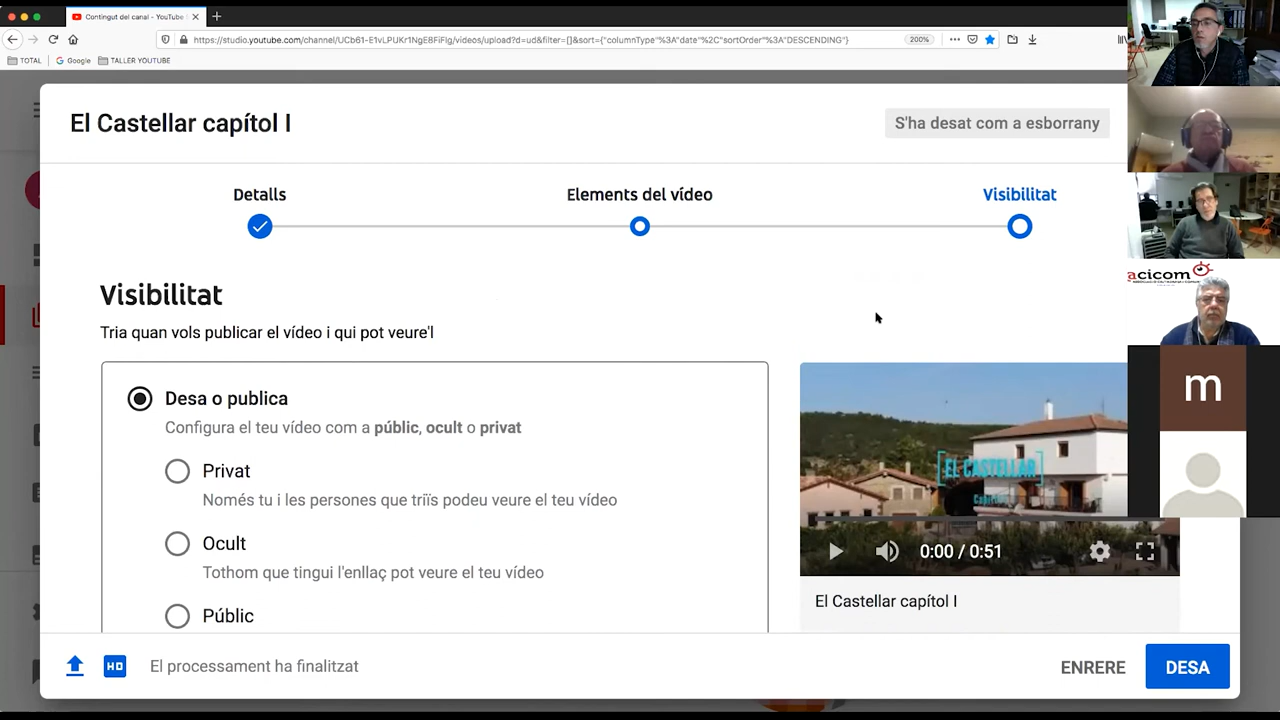 Contingut del canal - YouTube
https://studio.youtube.com/channel/UCb61-E1vLPUKr1NgEBFiFig/videos/upload?d=ud&filter=[]&sort={"columnType"%3A"date"%2C"sortOrder"%3A"DESCENDING"}
200%
TOTAL
Google
TALLER YOUTUBE
El Castellar capítol I
S'ha desat com a esborrany
Detalls
Elements del vídeo
Visibilitat
acicom
m
Visibilitat
Tria quan vols publicar el vídeo i qui pot veure'l
Desa o publica
Configura el teu vídeo com a públic, ocult o privat
Privat
Només tu i les persones que triïs podeu veure el teu vídeo
Ocult
Tothom que tingui l'enllaç pot veure el teu vídeo
Públic
EL CASTELLAR
0:00 / 0:51
El Castellar capítol I
HD
El processament ha finalitzat
ENRERE
DESA